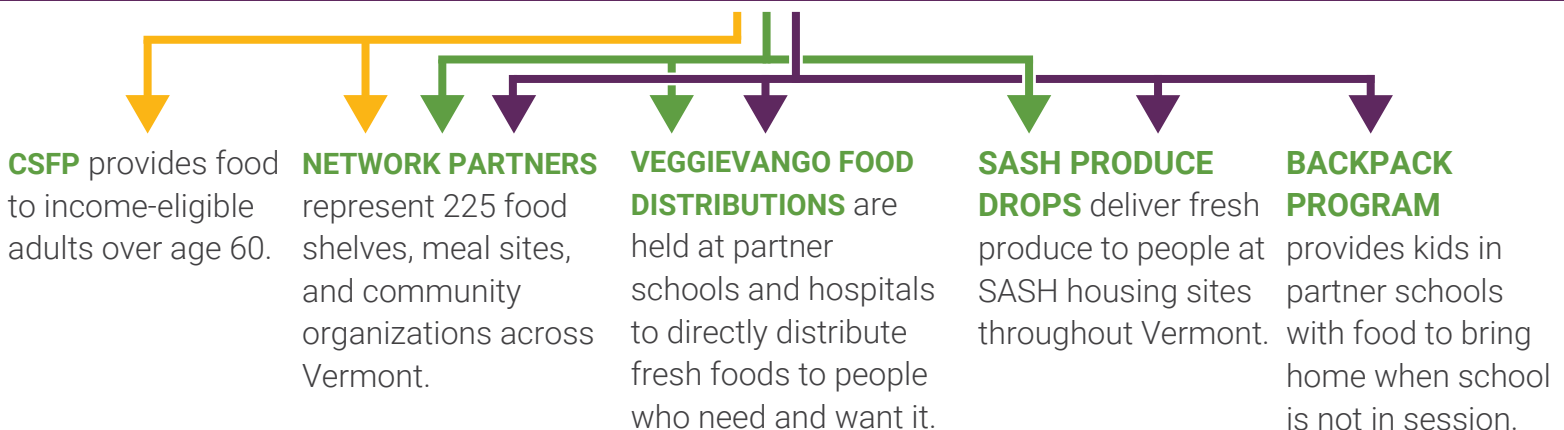 CSFP provides food
to income-eligible
adults over age 60.
NETWORK PARTNERS
represent 225 food
shelves, meal sites,
and community
organizations across
Vermont.
VEGGIEVANGO FOOD
DISTRIBUTIONS are
held at partner
schools and hospitals
to directly distribute
fresh foods to people
who need and want it.
SASH PRODUCE
DROPS deliver fresh
produce to people at
SASH housing sites
throughout Vermont.
BACKPACK
PROGRAM
provides kids in
partner schools
with food to bring
home when school
is not in session.